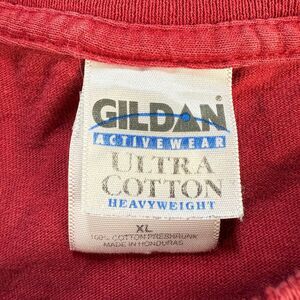 GILDAN®
ACTIVEWEAR
ULTRA
COTTON
HEAVYWEIGHT
XL
100% COTTON PRESHRUNK
MADE IN HONDURAS